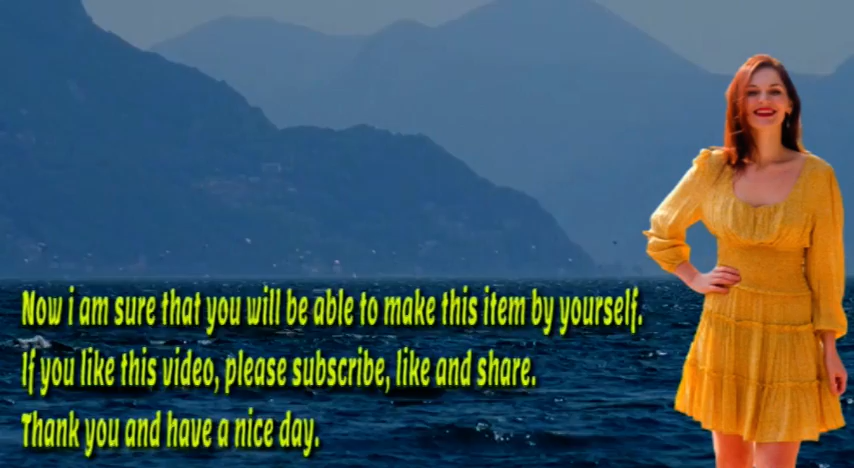 Now i am sure that you will be able to make this item by yourself.
If you like this video, please subscribe, like and share.
Thank you and have a nice day.